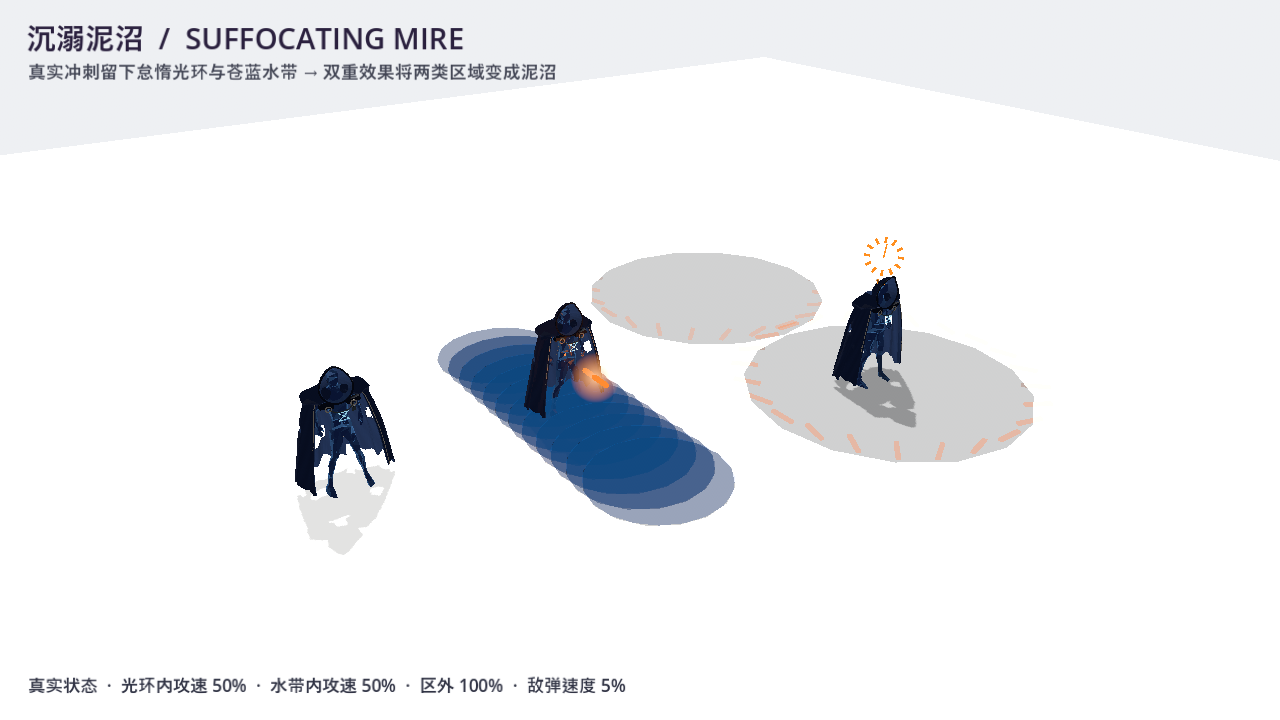 沉溺泥沼 / SUFFOCATING MIRE
真实冲刺留下怠惰光环与苍蓝水带 → 双重效果将两类区域变成泥沼
真实状态 · 光环内攻速 50% · 水带内攻速 50% · 区外 100% · 敌弹速度 5%